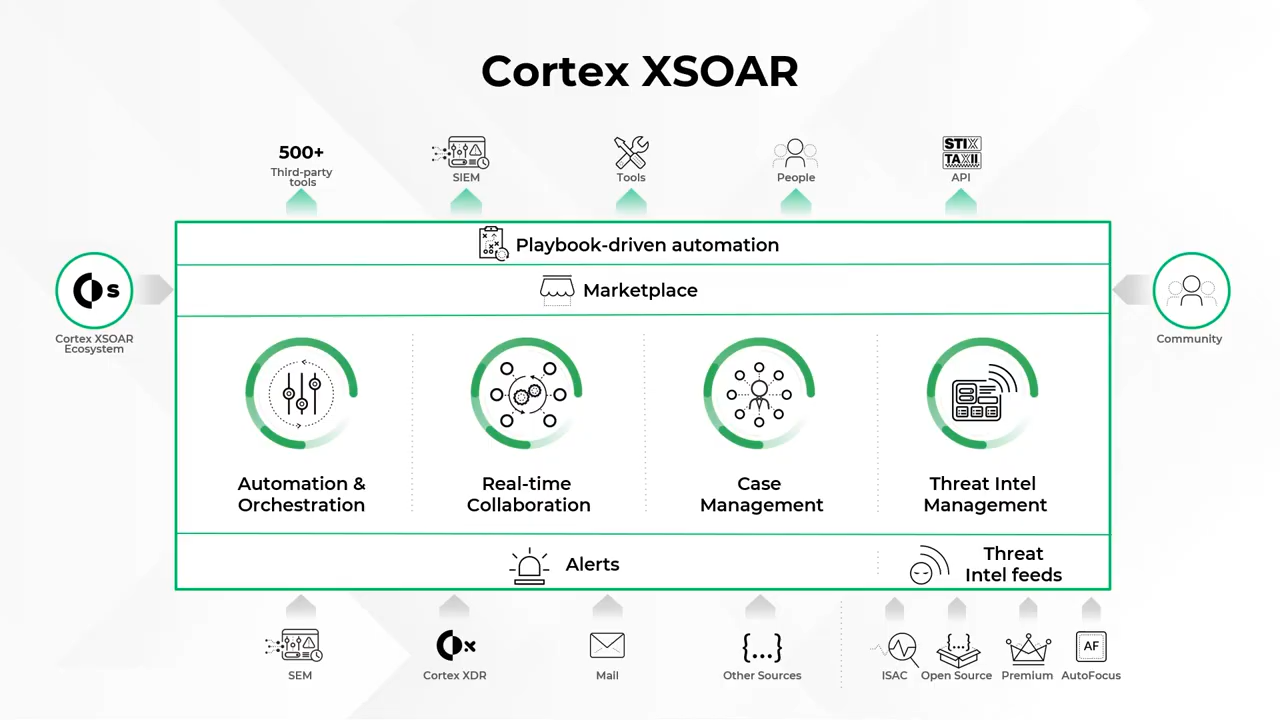 Cortex XSOAR
500+
Third-party
tools
SIEM
Tools
People
STIX
TAXII
API
Playbook-driven automation
Marketplace
S
Cortex XSOAR
Ecosystem
Community
Automation &
Orchestration
Real-time
Collaboration
Case
Management
Threat Intel
Management
Alerts
Threat
Intel feeds
SEM
X
Cortex XDR
Mail
{...}
Other Sources
ISAC
{...}
Open Source
Premium
AF
AutoFocus